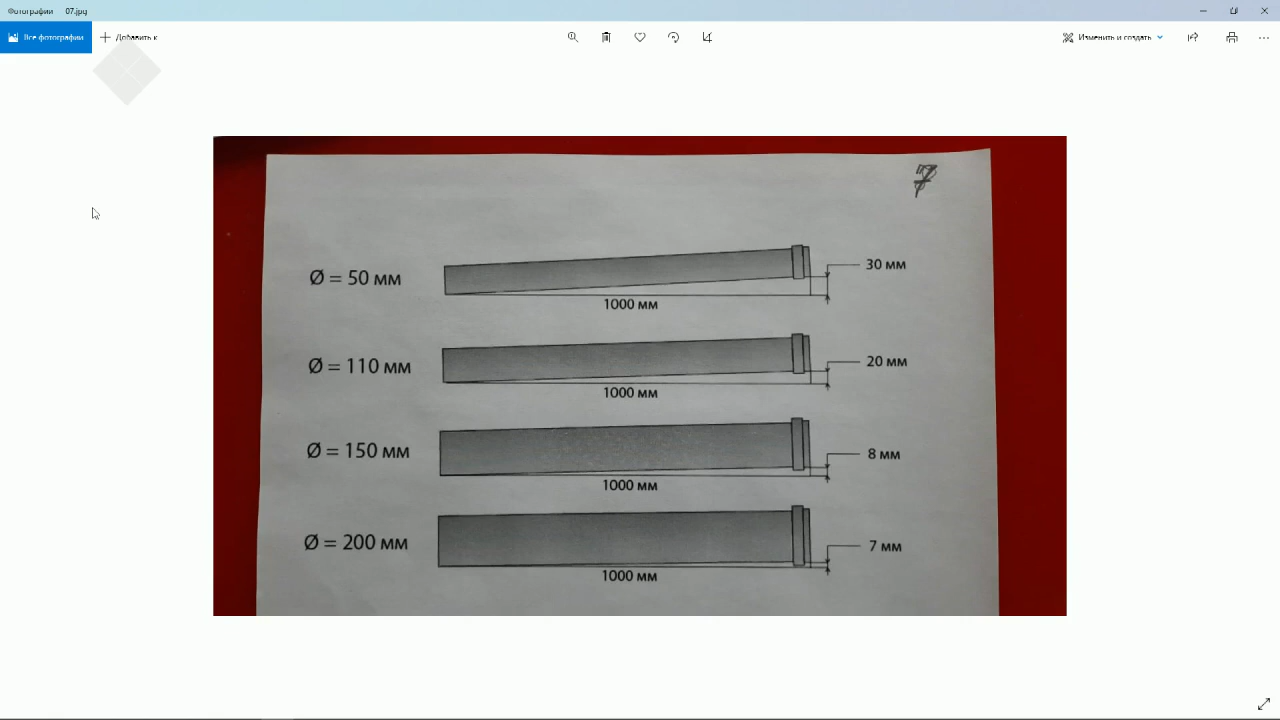 Фотографии 07.jpg
Все фотографии
Добавить к
Изменить и создать
7
Ø = 50 мм
30 мм
1000 мм
Ø = 110 мм
20 мм
1000 мм
Ø = 150 мм
8 мм
1000 мм
Ø = 200 мм
7 мм
1000 мм